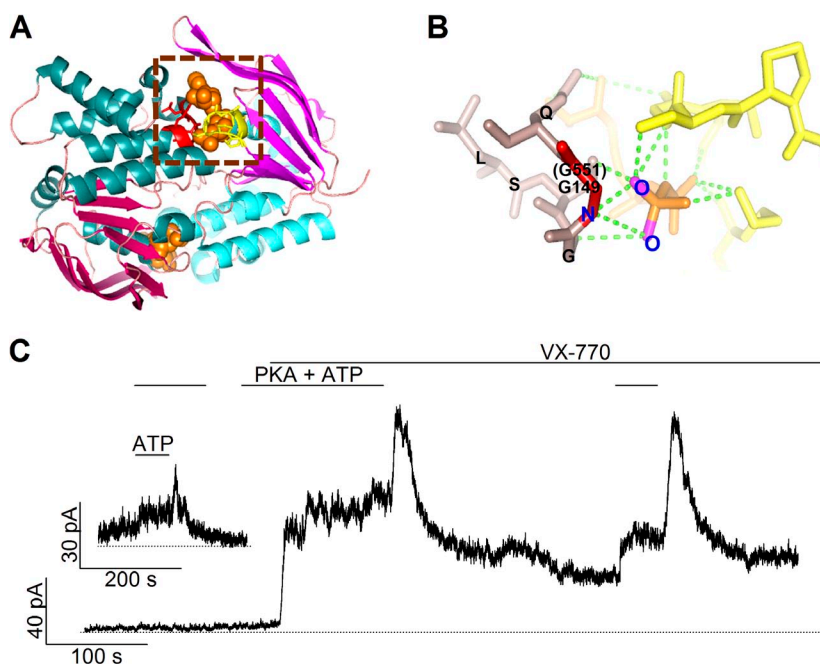 A
B
Q
(G551)
L
G149
S
O
N
O
G
C
VX-770
PKA + ATP
ATP
30 pA
200 s
40 pA
100 s